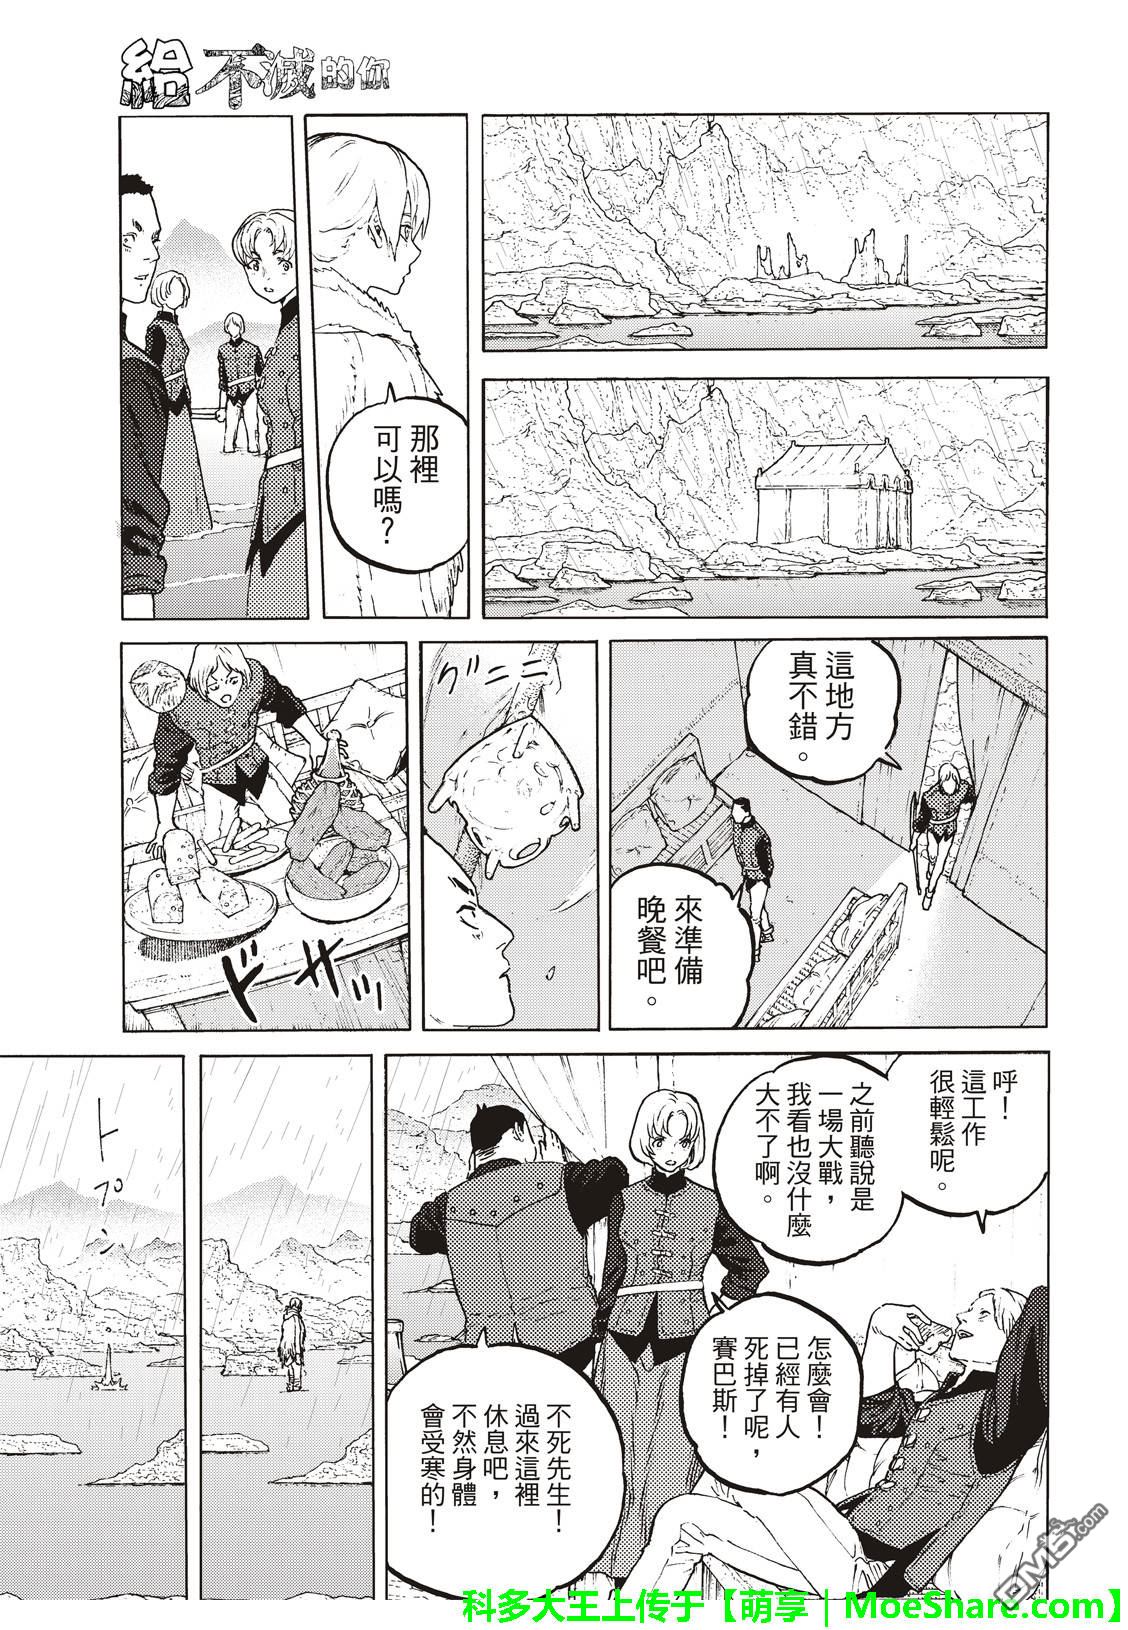 給不滅的你
那裡
可以嗎？
這地方
真不錯。
來準備
晚餐吧。
グニニ
ドサッ
呼！
這工作
很輕鬆呢。
之前聽說是
一場大戰，
我看也沒什麼
大不了啊。
怎麼會！
已經有人
死掉了呢，
賽巴斯！
不死先生！
過來這裡
休息吧，
不然身體
會受寒的！
トプン
DM5.com
科多大王上传于【萌享｜MoeShare.com】